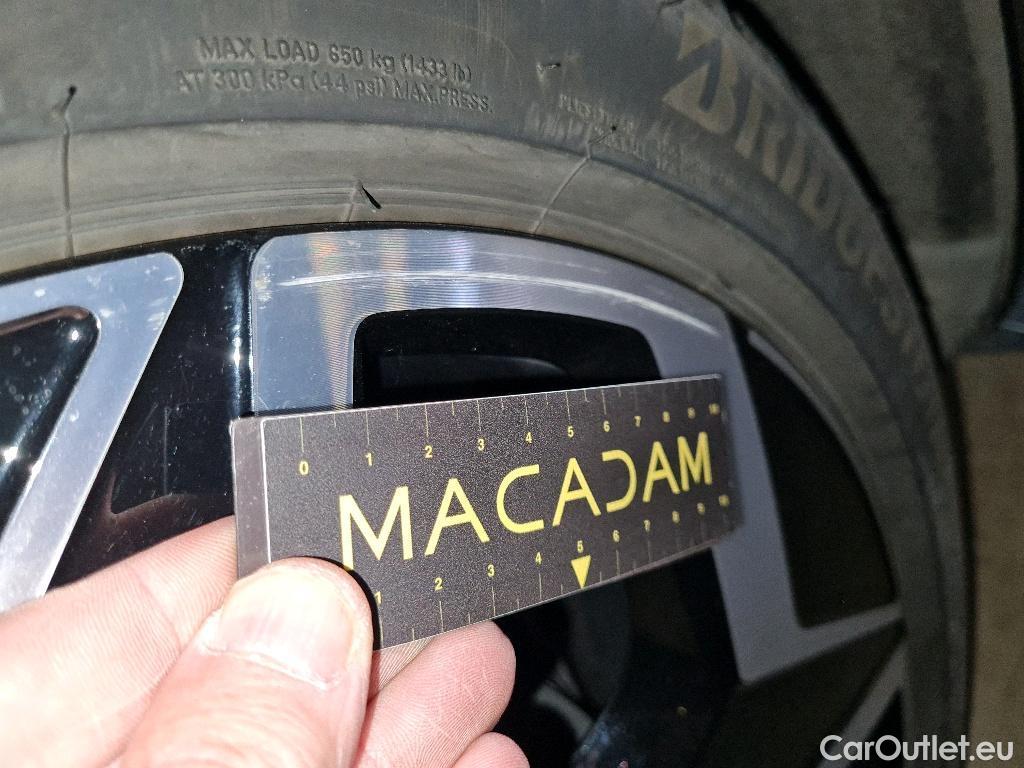 MAX LOAD 650 kg (1433 lb)
AT 300 kPa (44 psi) MAX.PRESS.
BRIDGEST
0 1 2 3 4 5 6 7 8 9 10
MACADAM
1 2 3 4 5 6 7 8 9 10
CarOutlet.eu